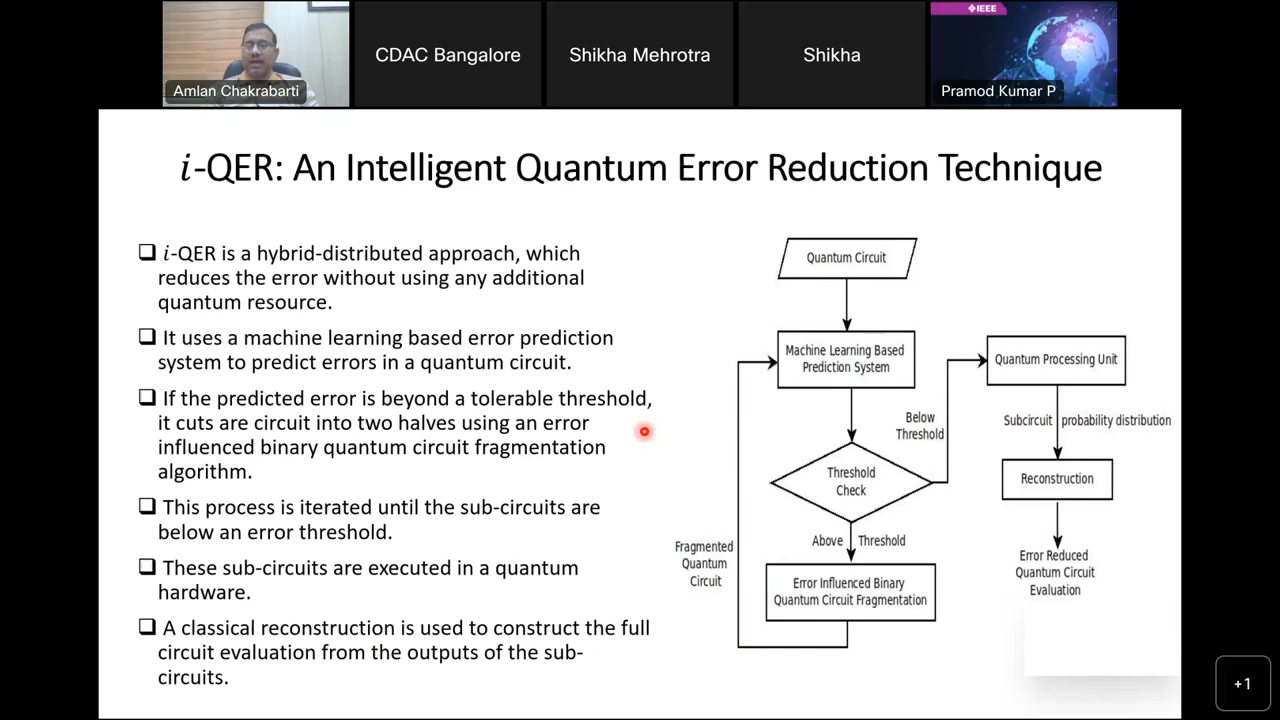 IEEE
CDAC Bangalore
Shikha Mehrotra
Shikha
Amlan Chakrabarti
Pramod Kumar P
i-QER: An Intelligent Quantum Error Reduction Technique
i-QER is a hybrid-distributed approach, which
reduces the error without using any additional
quantum resource.
It uses a machine learning based error prediction
system to predict errors in a quantum circuit.
If the predicted error is beyond a tolerable threshold,
it cuts are circuit into two halves using an error
influenced binary quantum circuit fragmentation
algorithm.
This process is iterated until the sub-circuits are
below an error threshold.
These sub-circuits are executed in a quantum
hardware.
A classical reconstruction is used to construct the full
circuit evaluation from the outputs of the sub-
circuits.
Quantum Circuit
Machine Learning Based
Prediction System
Quantum Processing Unit
Below
Threshold
Subcircuit probability distribution
Threshold
Check
Reconstruction
Above Threshold
Fragmented
Quantum
Circuit
Error Influenced Binary
Quantum Circuit Fragmentation
Error Reduced
Quantum Circuit
Evaluation
+1